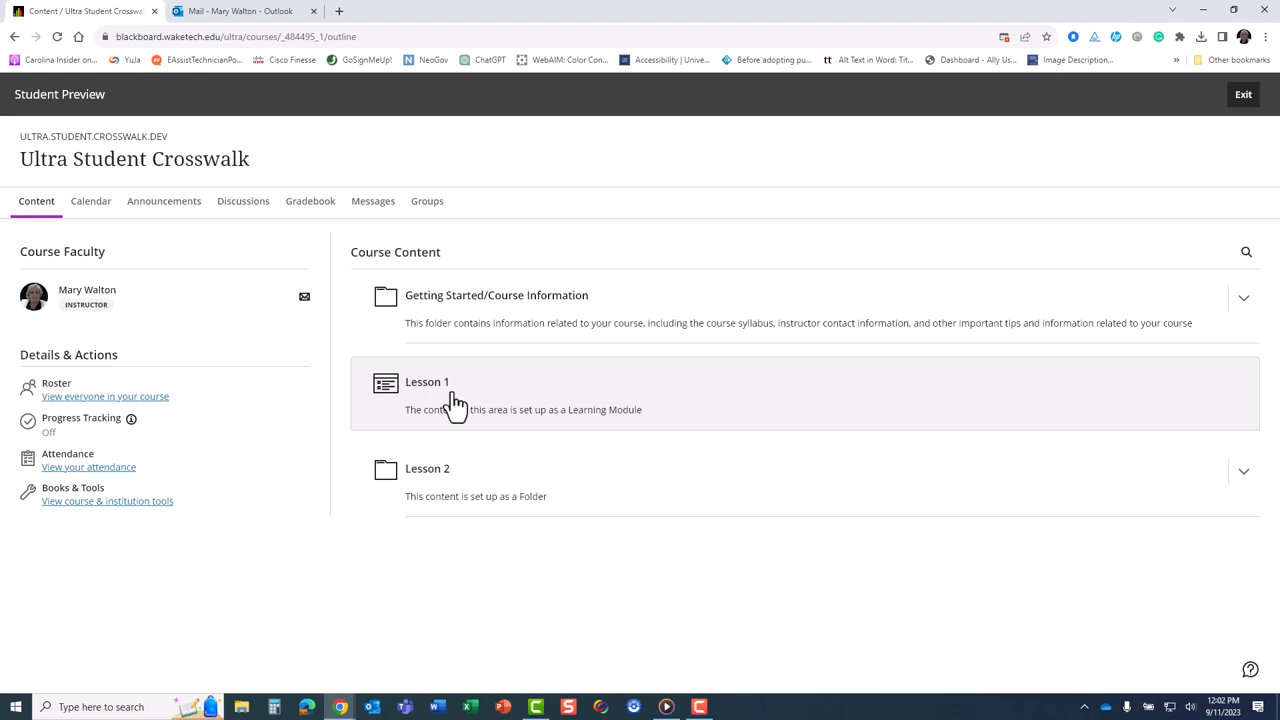 Content / Ultra Student Crosswa
Mail - Mary Walton - Outlook
blackboard.waketech.edu/ultra/courses/_484495_1/outline
Carolina Insider on...
YuJa
EAssistTechnicianPo...
Cisco Finesse
GoSignMeUp!
NeoGov
ChatGPT
WebAIM: Color Con...
Accessibility | Unive...
Before adopting pu...
Alt Text in Word: Tit...
Dashboard - Ally Us...
Image Description...
»
Other bookmarks
Student Preview
Exit
ULTRA.STUDENT.CROSSWALK.DEV
Ultra Student Crosswalk
Content
Calendar
Announcements
Discussions
Gradebook
Messages
Groups
Course Faculty
Mary Walton
INSTRUCTOR
Details & Actions
Roster
View everyone in your course
Progress Tracking
Off
Attendance
View your attendance
Books & Tools
View course & institution tools
Course Content
Getting Started/Course Information
This folder contains information related to your course, including the course syllabus, instructor contact information, and other important tips and information related to your course
Lesson 1
The con this area is set up as a Learning Module
Lesson 2
This content is set up as a Folder
Type here to search
12:02 PM
9/11/2023